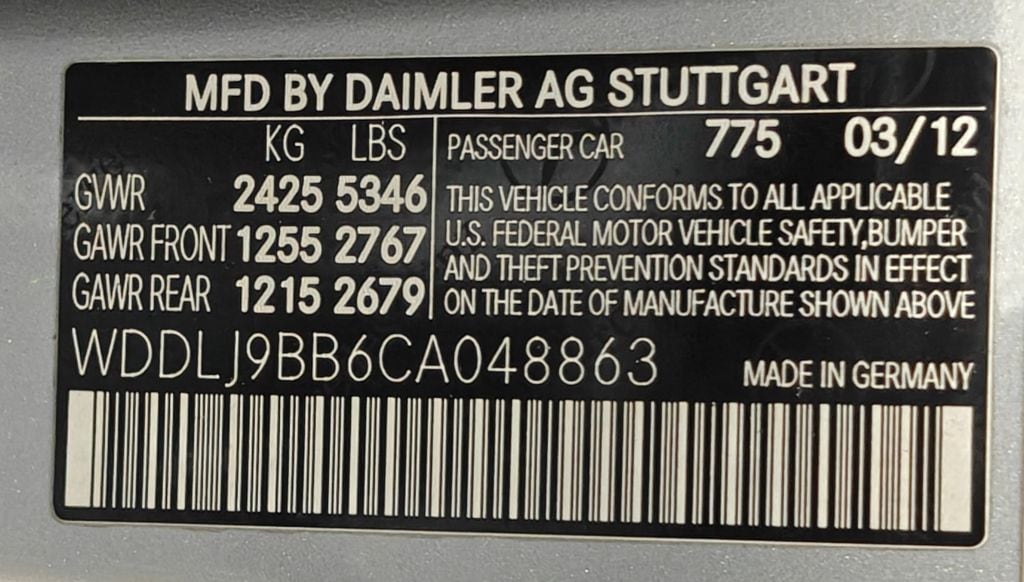 MFD BY DAIMLER AG STUTTGART
KG LBS
GVWR 2425 5346
GAWR FRONT 1255 2767
GAWR REAR 1215 2679
PASSENGER CAR 775 03/12
THIS VEHICLE CONFORMS TO ALL APPLICABLE
U.S. FEDERAL MOTOR VEHICLE SAFETY,BUMPER
AND THEFT PREVENTION STANDARDS IN EFFECT
ON THE DATE OF MANUFACTURE SHOWN ABOVE
WDDLJ9BB6CA048863
MADE IN GERMANY